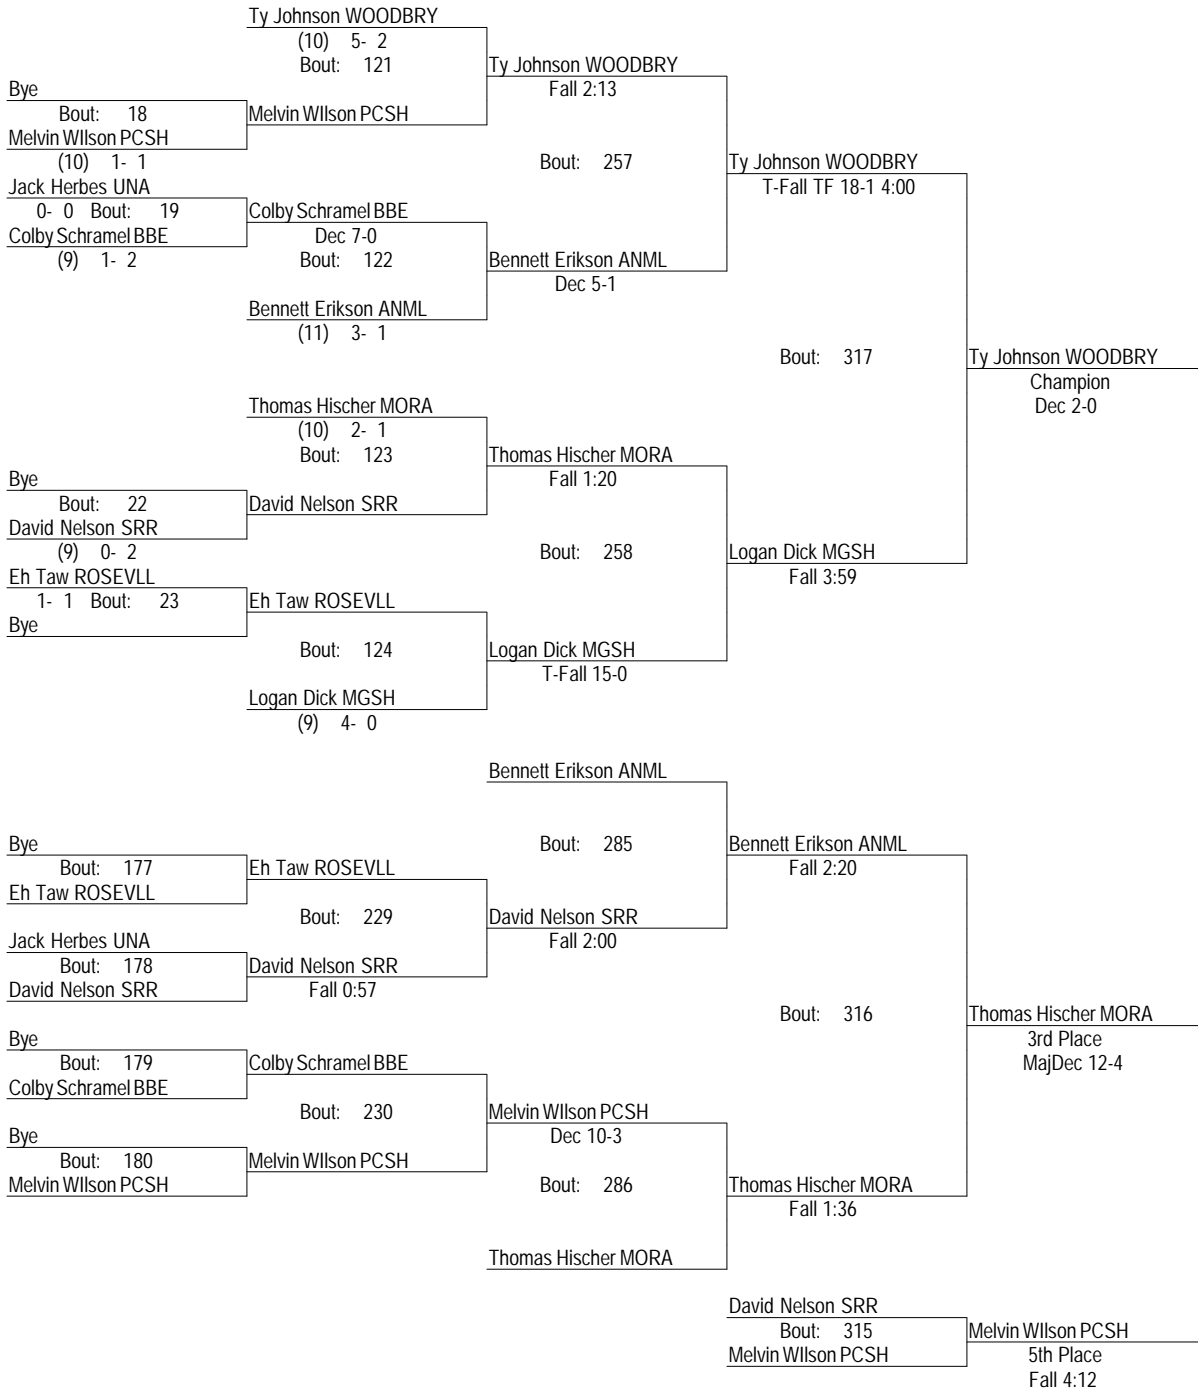 Ty Johnson WOODBRY
(10) 5- 2
Bout: 121
Ty Johnson WOODBRY
Fall 2:13
Bye
Bout: 18
Melvin WIlson PCSH
Melvin WIlson PCSH
(10) 1- 1
Bout: 257
Ty Johnson WOODBRY
T-Fall TF 18-1 4:00
Jack Herbes UNA
0- 0 Bout: 19
Colby Schramel BBE
Colby Schramel BBE
Dec 7-0
(9) 1- 2
Bout: 122
Bennett Erikson ANML
Dec 5-1
Bennett Erikson ANML
(11) 3- 1
Bout: 317
Ty Johnson WOODBRY
Champion
Dec 2-0
Thomas Hischer MORA
(10) 2- 1
Bout: 123
Thomas Hischer MORA
Fall 1:20
Bye
Bout: 22
David Nelson SRR
David Nelson SRR
(9) 0- 2
Bout: 258
Logan Dick MGSH
Fall 3:59
Eh Taw ROSEVLL
1- 1 Bout: 23
Eh Taw ROSEVLL
Bye
Bout: 124
Logan Dick MGSH
T-Fall 15-0
Logan Dick MGSH
(9) 4- 0
Bennett Erikson ANML
Bye
Bout: 285
Bennett Erikson ANML
Fall 2:20
Bout: 177
Eh Taw ROSEVLL
Eh Taw ROSEVLL
Bout: 229
David Nelson SRR
Fall 2:00
Jack Herbes UNA
Bout: 178
David Nelson SRR
David Nelson SRR
Fall 0:57
Bout: 316
Thomas Hischer MORA
3rd Place
MajDec 12-4
Bye
Bout: 179
Colby Schramel BBE
Colby Schramel BBE
Bout: 230
Melvin WIlson PCSH
Dec 10-3
Bye
Bout: 180
Melvin WIlson PCSH
Melvin WIlson PCSH
Bout: 286
Thomas Hischer MORA
Fall 1:36
Thomas Hischer MORA
David Nelson SRR
Bout: 315
Melvin WIlson PCSH
Melvin WIlson PCSH
5th Place
Fall 4:12